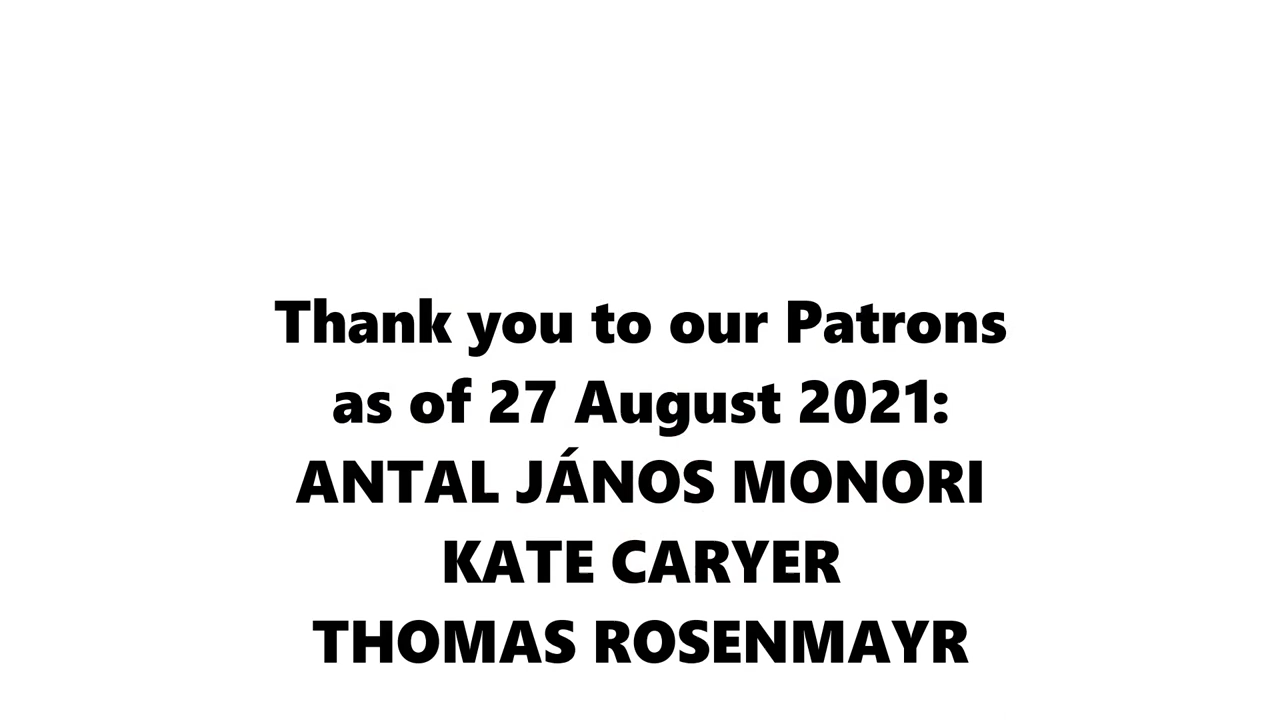 Thank you to our Patrons
as of 27 August 2021:
ANTAL JÁNOS MONORI
KATE CARYER
THOMAS ROSENMAYR